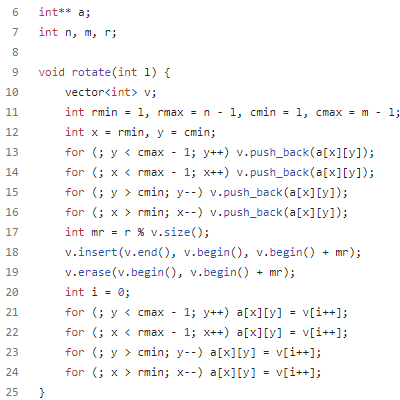 6 int** a;
7 int n, m, r;
8
9 void rotate(int l) {
10     vector<int> v;
11     int rmin = l, rmax = n - l, cmin = l, cmax = m - l;
12     int x = rmin, y = cmin;
13     for (; y < cmax - 1; y++) v.push_back(a[x][y]);
14     for (; x < rmax - 1; x++) v.push_back(a[x][y]);
15     for (; y > cmin; y--) v.push_back(a[x][y]);
16     for (; x > rmin; x--) v.push_back(a[x][y]);
17     int mr = r % v.size();
18     v.insert(v.end(), v.begin(), v.begin() + mr);
19     v.erase(v.begin(), v.begin() + mr);
20     int i = 0;
21     for (; y < cmax - 1; y++) a[x][y] = v[i++];
22     for (; x < rmax - 1; x++) a[x][y] = v[i++];
23     for (; y > cmin; y--) a[x][y] = v[i++];
24     for (; x > rmin; x--) a[x][y] = v[i++];
25 }